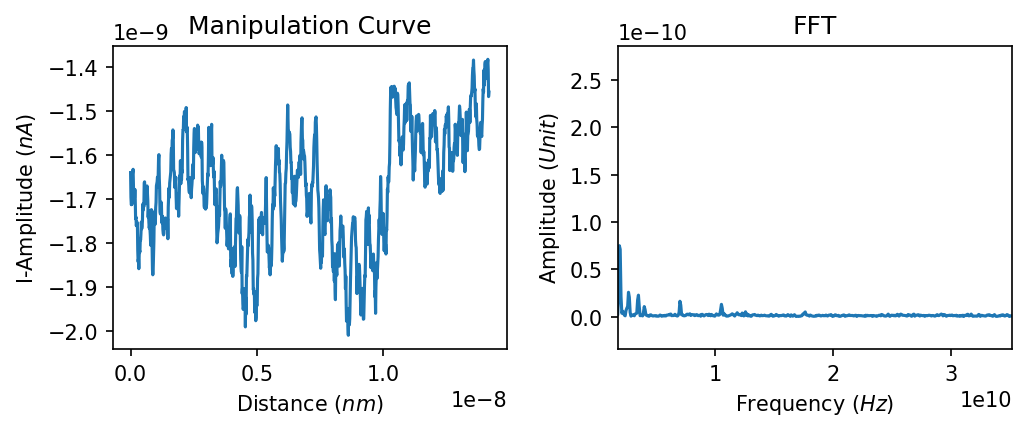 Manipulation Curve
1e−9
−1.4
−1.5
−1.6
−1.7
−1.8
−1.9
−2.0
I-Amplitude (nA)
0.0 0.5 1.0
1e−8
Distance (nm)
FFT
1e−10
2.5
2.0
1.5
1.0
0.5
0.0
Amplitude (Unit)
1 2 3
1e10
Frequency (Hz)